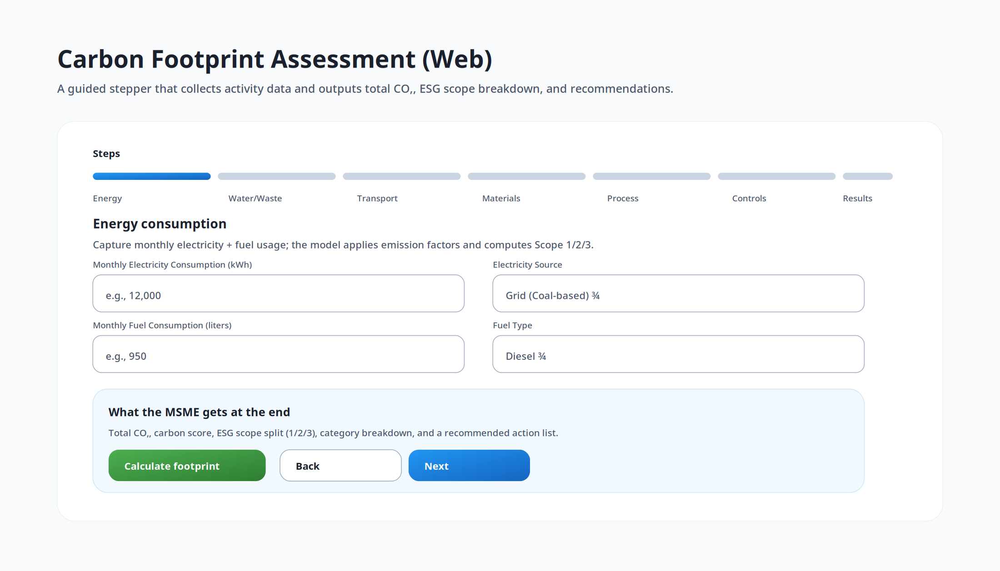 Carbon Footprint Assessment (Web)
A guided stepper that collects activity data and outputs total CO,, ESG scope breakdown, and recommendations.
Steps
Energy Water/Waste Transport Materials Process Controls Results
Energy consumption
Capture monthly electricity + fuel usage; the model applies emission factors and computes Scope 1/2/3.
Monthly Electricity Consumption (kWh) Electricity Source
e.g., 12,000 Grid (Coal-based) ¾
Monthly Fuel Consumption (liters) Fuel Type
e.g., 950 Diesel ¾
What the MSME gets at the end
Total CO,, carbon score, ESG scope split (1/2/3), category breakdown, and a recommended action list.
Calculate footprint Back Next